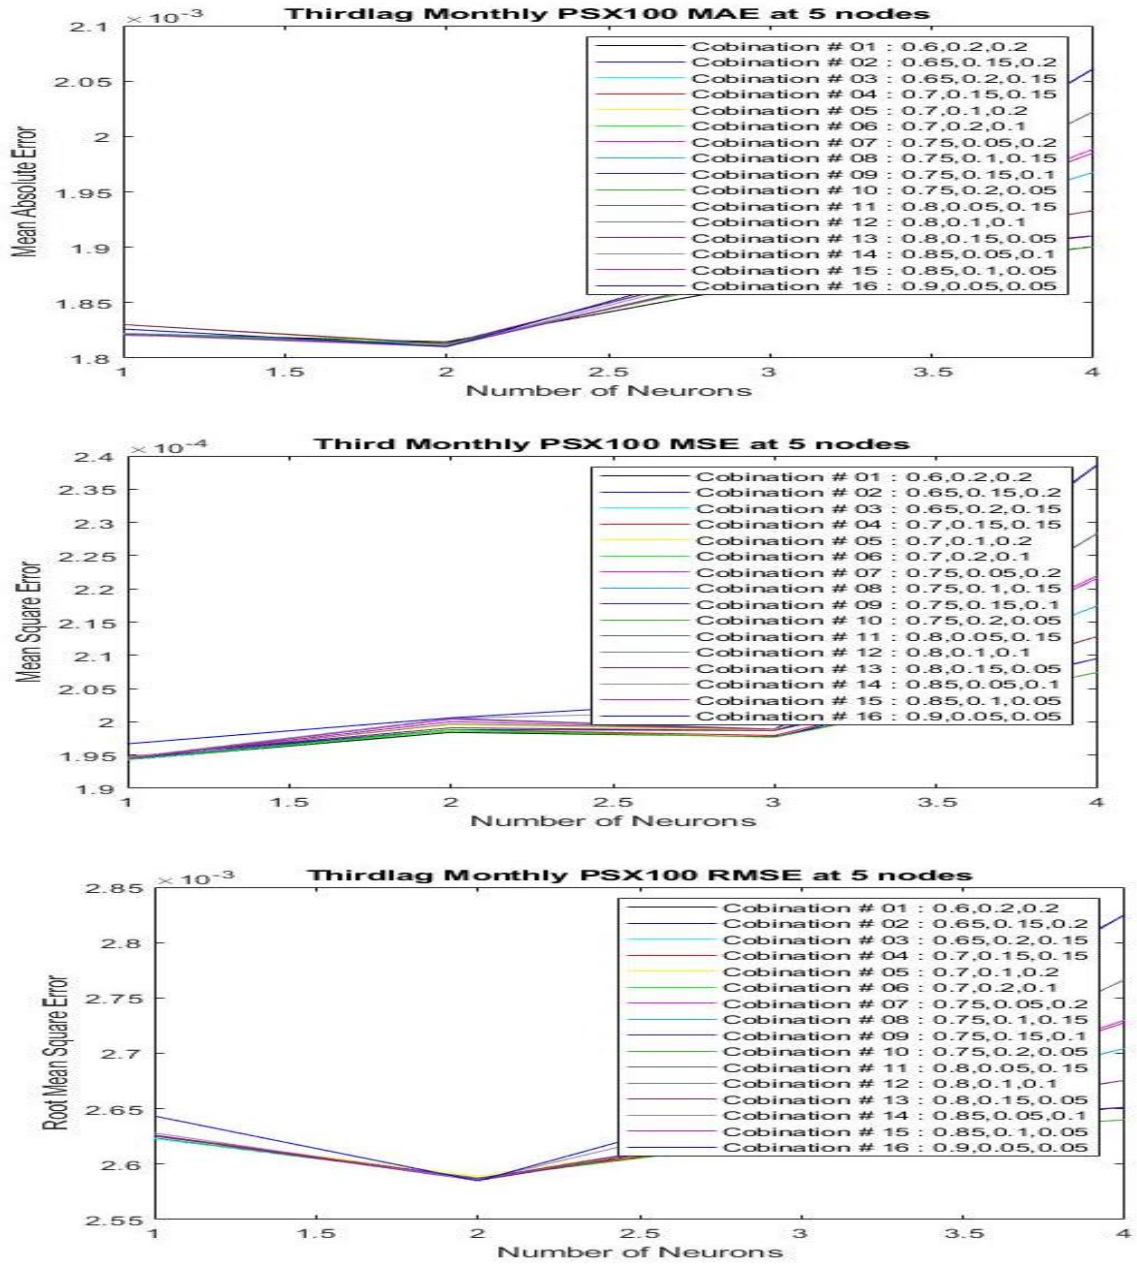 Thirdlag Monthly PSX100 MAE at 5 nodes
× 10-3
2.1
2.05
2
1.95
1.9
1.85
1.8
Mean Absolute Error
Cobination # 01 : 0.6,0.2,0.2
Cobination # 02 : 0.65,0.15,0.2
Cobination # 03 : 0.65,0.2,0.15
Cobination # 04 : 0.7,0.15,0.15
Cobination # 05 : 0.7,0.1,0.2
Cobination # 06 : 0.7,0.2,0.1
Cobination # 07 : 0.75,0.05,0.2
Cobination # 08 : 0.75,0.1,0.15
Cobination # 09 : 0.75,0.15,0.1
Cobination # 10 : 0.75,0.2,0.05
Cobination # 11 : 0.8,0.05,0.15
Cobination # 12 : 0.8,0.1,0.1
Cobination # 13 : 0.8,0.15,0.05
Cobination # 14 : 0.85,0.05,0.1
Cobination # 15 : 0.85,0.1,0.05
Cobination # 16 : 0.9,0.05,0.05
1 1.5 2 2.5 3 3.5 4
Number of Neurons
Third Monthly PSX100 MSE at 5 nodes
× 10-4
2.4
2.35
2.3
2.25
2.2
2.15
2.1
2.05
2
1.95
1.9
Mean Square Error
Cobination # 01 : 0.6,0.2,0.2
Cobination # 02 : 0.65,0.15,0.2
Cobination # 03 : 0.65,0.2,0.15
Cobination # 04 : 0.7,0.15,0.15
Cobination # 05 : 0.7,0.1,0.2
Cobination # 06 : 0.7,0.2,0.1
Cobination # 07 : 0.75,0.05,0.2
Cobination # 08 : 0.75,0.1,0.15
Cobination # 09 : 0.75,0.15,0.1
Cobination # 10 : 0.75,0.2,0.05
Cobination # 11 : 0.8,0.05,0.15
Cobination # 12 : 0.8,0.1,0.1
Cobination # 13 : 0.8,0.15,0.05
Cobination # 14 : 0.85,0.05,0.1
Cobination # 15 : 0.85,0.1,0.05
Cobination # 16 : 0.9,0.05,0.05
1 1.5 2 2.5 3 3.5 4
Number of Neurons
Thirdlag Monthly PSX100 RMSE at 5 nodes
× 10-3
2.85
2.8
2.75
2.7
2.65
2.6
2.55
Root Mean Square Error
Cobination # 01 : 0.6,0.2,0.2
Cobination # 02 : 0.65,0.15,0.2
Cobination # 03 : 0.65,0.2,0.15
Cobination # 04 : 0.7,0.15,0.15
Cobination # 05 : 0.7,0.1,0.2
Cobination # 06 : 0.7,0.2,0.1
Cobination # 07 : 0.75,0.05,0.2
Cobination # 08 : 0.75,0.1,0.15
Cobination # 09 : 0.75,0.15,0.1
Cobination # 10 : 0.75,0.2,0.05
Cobination # 11 : 0.8,0.05,0.15
Cobination # 12 : 0.8,0.1,0.1
Cobination # 13 : 0.8,0.15,0.05
Cobination # 14 : 0.85,0.05,0.1
Cobination # 15 : 0.85,0.1,0.05
Cobination # 16 : 0.9,0.05,0.05
1 1.5 2 2.5 3 3.5 4
Number of Neurons